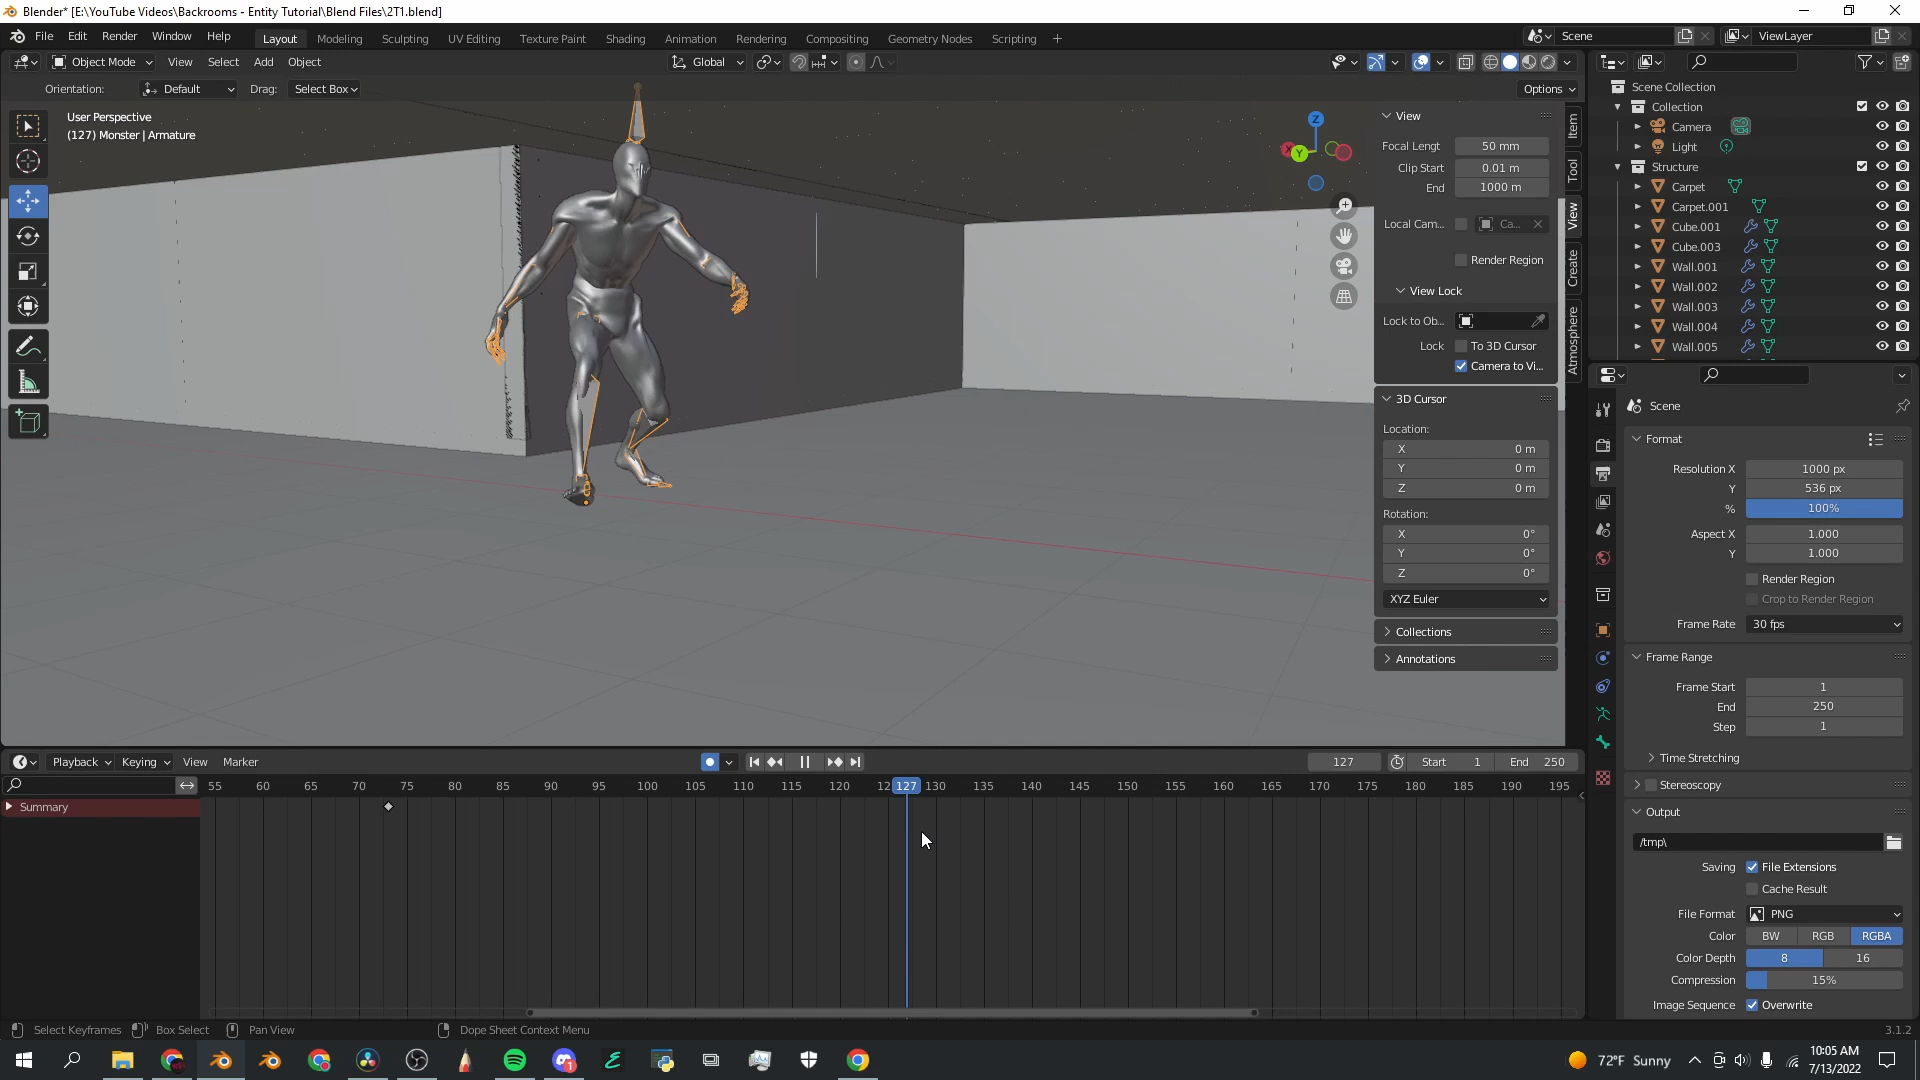 Blender* [E:\YouTube Videos\Backrooms - Entity Tutorial\Blend Files\2T1.blend]
File Edit Render Window Help Layout Modeling Sculpting UV Editing Texture Paint Shading Animation Rendering Compositing Geometry Nodes Scripting + Scene ViewLayer
Object Mode View Select Add Object Global
Orientation: Default Drag: Select Box Options
User Perspective
(127) Monster | Armature
Z
X
Y
View
Focal Lengt 50 mm
Clip Start 0.01 m
End 1000 m
Local Cam... Ca...
Render Region
View Lock
Lock to Ob...
Lock To 3D Cursor
Camera to Vi...
3D Cursor
Location:
X 0 m
Y 0 m
Z 0 m
Rotation:
X 0°
Y 0°
Z 0°
XYZ Euler
Collections
Annotations
Item
Tool
View
Create
Atmosphere
Scene Collection
Collection
Camera
Light
Structure
Carpet
Carpet.001
Cube.001
Cube.003
Wall.001
Wall.002
Wall.003
Wall.004
Wall.005
Scene
Format
Resolution X 1000 px
Y 536 px
% 100%
Aspect X 1.000
Y 1.000
Render Region
Crop to Render Region
Frame Rate 30 fps
Frame Range
Frame Start 1
End 250
Step 1
Time Stretching
Stereoscopy
Output
/tmp\
Saving File Extensions
Cache Result
File Format PNG
Color BW RGB RGBA
Color Depth 8 16
Compression 15%
Image Sequence Overwrite
Playback Keying View Marker 127 Start 1 End 250
55 60 65 70 75 80 85 90 95 100 105 110 115 120 12 127 130 135 140 145 150 155 160 165 170 175 180 185 190 195
Summary
Select Keyframes Box Select Pan View Dope Sheet Context Menu 3.1.2
72°F Sunny
10:05 AM
7/13/2022